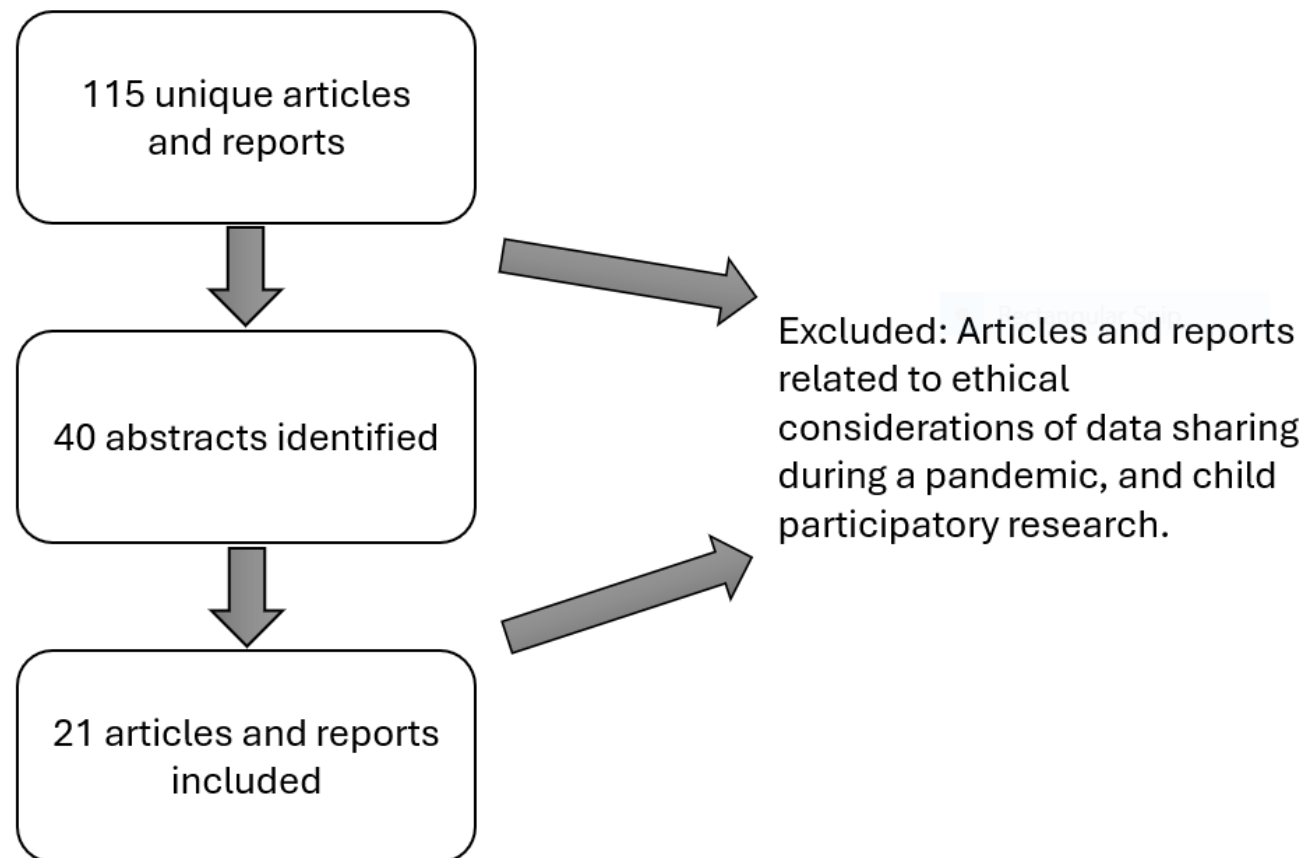 115 unique articles
and reports
40 abstracts identified
Excluded: Articles and reports
related to ethical
considerations of data sharing
during a pandemic, and child
participatory research.
21 articles and reports
included